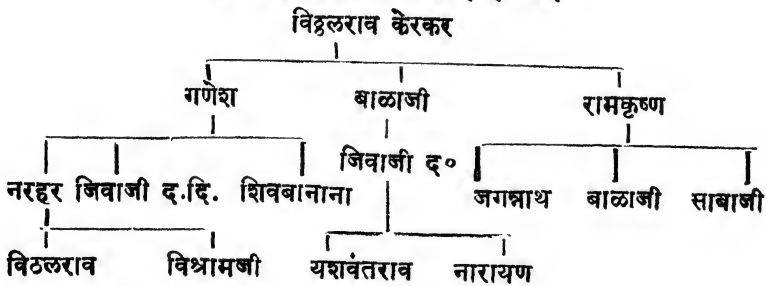 विठ्ठलराव केरकर
गणेश बाळाजी रामकृष्ण
जिवाजी द०
नरहर जिवाजी द.दि. शिवबानाना जगन्नाथ बाळाजी साबाजी
विठलराव विश्रामजी यशवंतराव नारायण